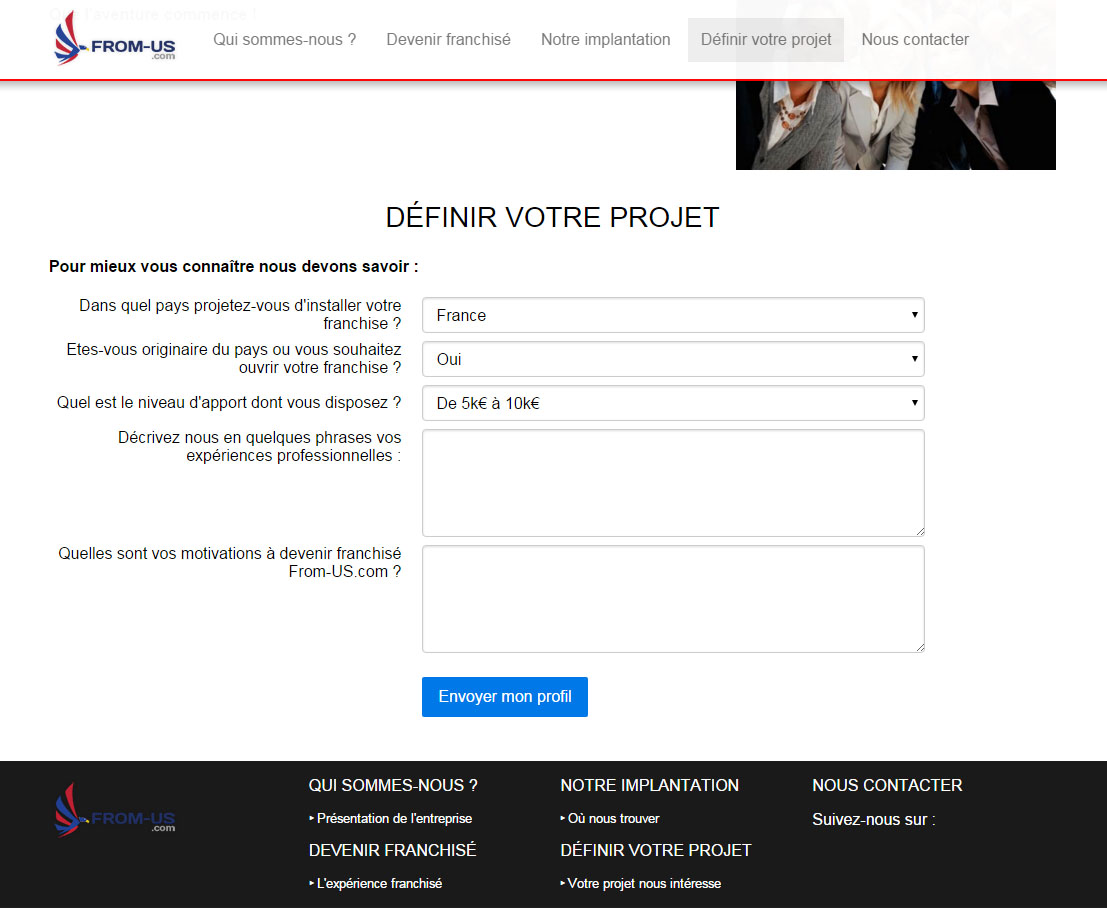 l'aventure commence !
FROM-US
.com
Qui sommes-nous ?
Devenir franchisé
Notre implantation
Définir votre projet
Nous contacter
DÉFINIR VOTRE PROJET
Pour mieux vous connaître nous devons savoir :
Dans quel pays projetez-vous d'installer votre
franchise ?
France
Etes-vous originaire du pays ou vous souhaitez
ouvrir votre franchise ?
Oui
Quel est le niveau d'apport dont vous disposez ?
De 5k€ à 10k€
Décrivez nous en quelques phrases vos
expériences professionnelles :
Quelles sont vos motivations à devenir franchisé
From-US.com ?
Envoyer mon profil
FROM-US
.com
QUI SOMMES-NOUS ?
‣ Présentation de l'entreprise
DEVENIR FRANCHISÉ
‣ L'expérience franchisé
NOTRE IMPLANTATION
‣ Où nous trouver
DÉFINIR VOTRE PROJET
‣ Votre projet nous intéresse
NOUS CONTACTER
Suivez-nous sur :